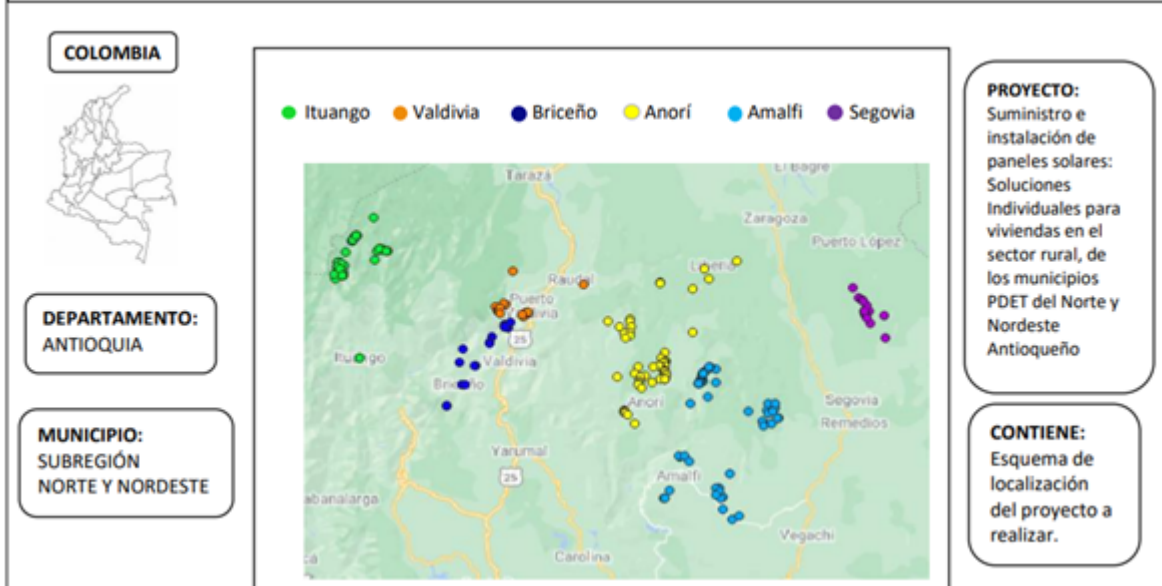 COLOMBIA
DEPARTAMENTO:
ANTIOQUIA
MUNICIPIO:
SUBREGIÓN
NORTE Y NORDESTE
Ituango
Valdivia
Briceño
Anorí
Amalfi
Segovia
Tarazá
El Bagre
Zaragoza
Puerto López
Liberia
Raudal
Puerto
Valdivia
25
Ituango
Valdivia
Briceño
Anorí
Segovia
Remedios
Yarumal
25
Amalfi
abanalarga
Vegachí
Carolina
cá
PROYECTO:
Suministro e
instalación de
paneles solares:
Soluciones
Individuales para
viviendas en el
sector rural, de
los municipios
PDET del Norte y
Nordeste
Antioqueño
CONTIENE:
Esquema de
localización
del proyecto a
realizar.